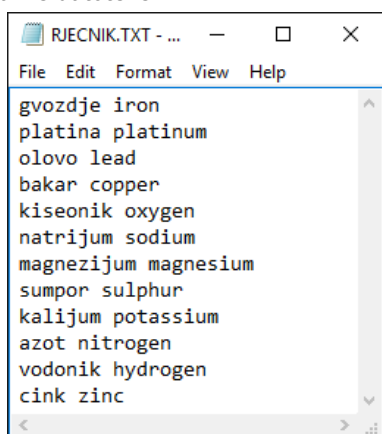 RJECNIK.TXT - ...
File Edit Format View Help
gvozdje iron
platina platinum
olovo lead
bakar copper
kiseonik oxygen
natrijum sodium
magnezijum magnesium
sumpor sulphur
kalijum potassium
azot nitrogen
vodonik hydrogen
cink zinc